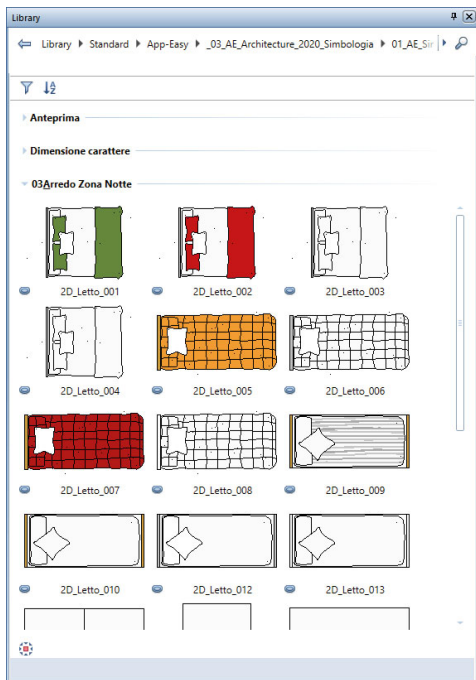 Library
Library Standard App-Easy _03_AE_Architecture_2020_Simbologia 01_AE_Sir
Anteprima
Dimensione carattere
03Arredo Zona Notte
2D_Letto_001 2D_Letto_002 2D_Letto_003
2D_Letto_004 2D_Letto_005 2D_Letto_006
2D_Letto_007 2D_Letto_008 2D_Letto_009
2D_Letto_010 2D_Letto_012 2D_Letto_013